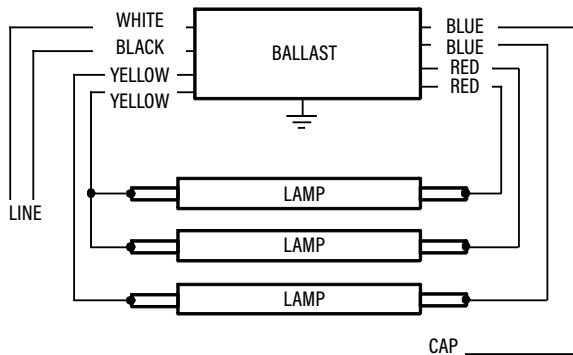 WHITE
BLACK
YELLOW
YELLOW
BALLAST
BLUE
BLUE
RED
RED
LINE
LAMP
LAMP
LAMP
CAP